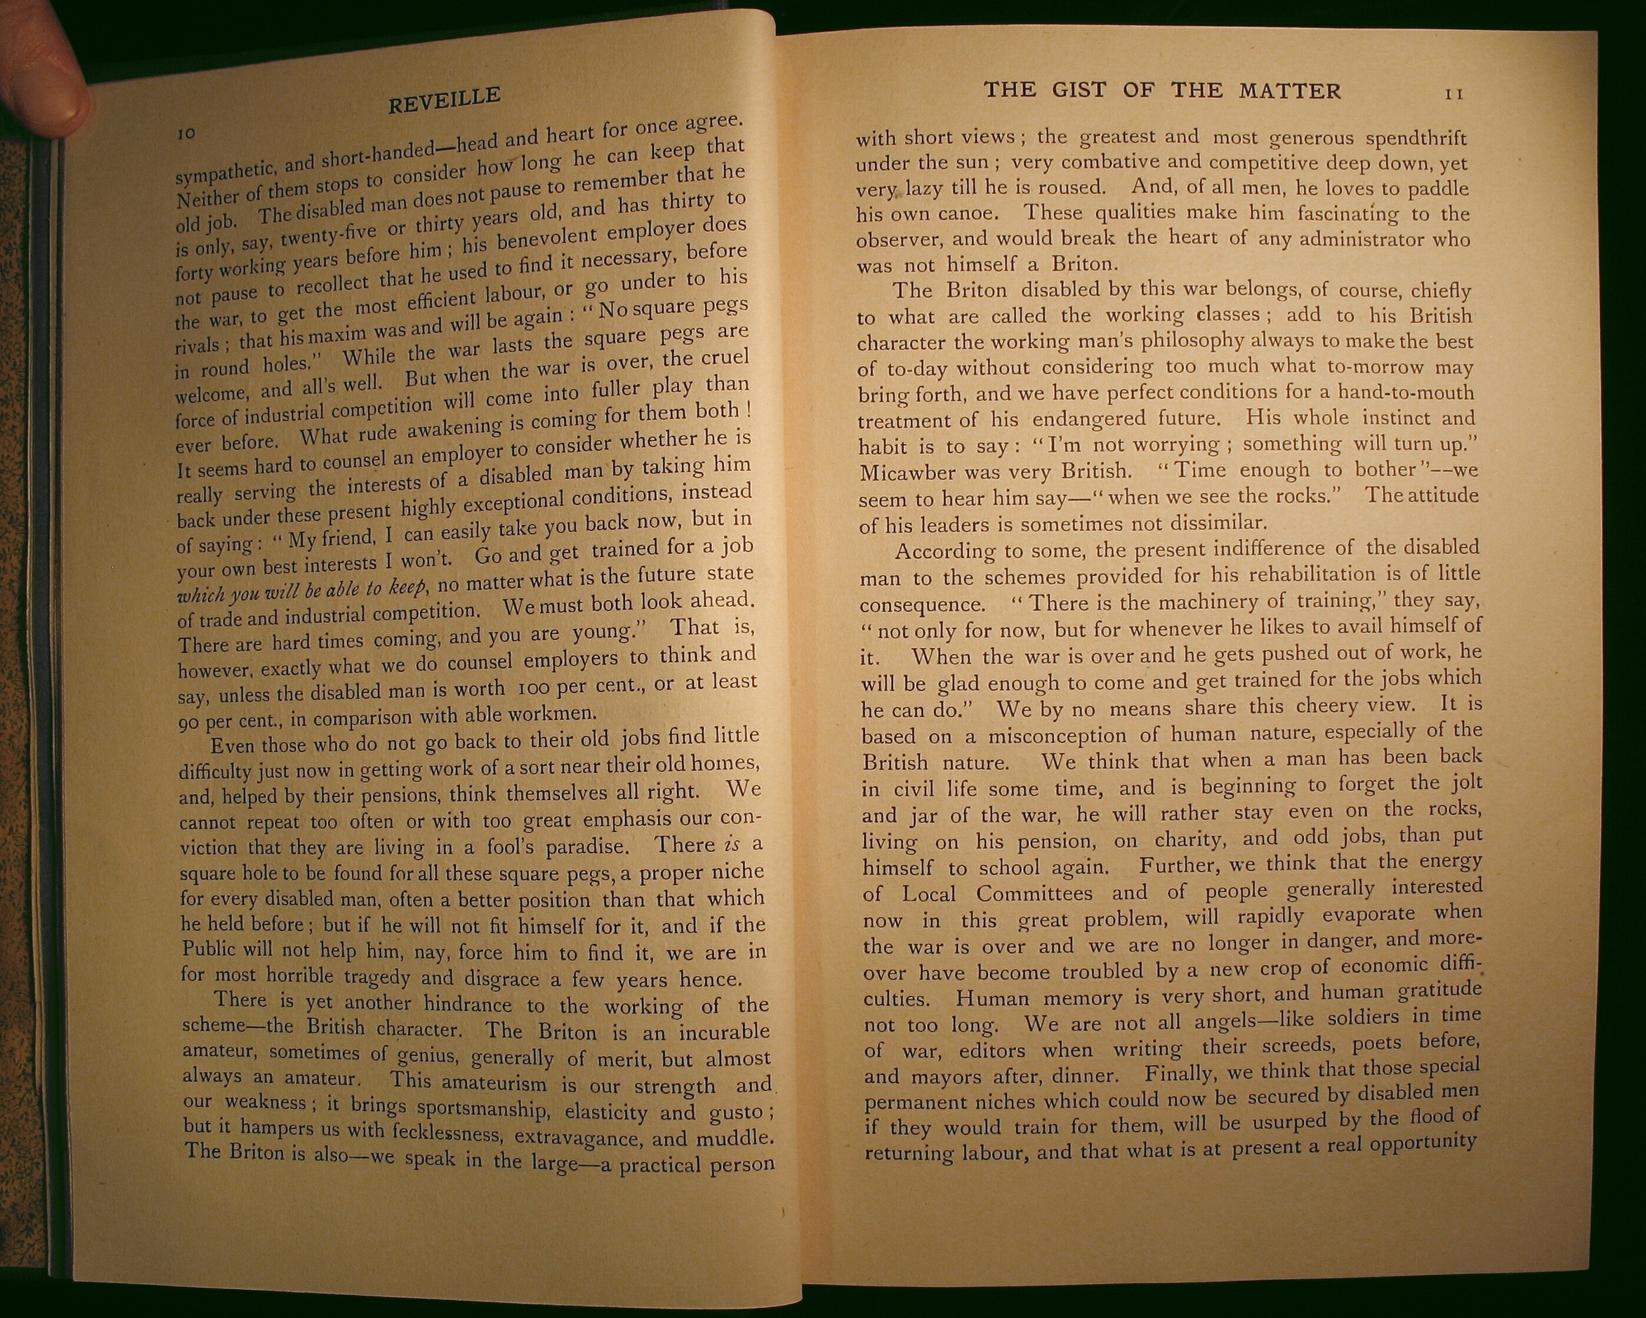 REVEILLE
10
sympathetic, and short-handed—head and heart for once agree.
Neither of them stops to consider how long he can keep that
old job. The disabled man does not pause to remember that he
is only, say, twenty-five or thirty years old, and has thirty to
forty working years before him ; his benevolent employer does
not pause to recollect that he used to find it necessary, before
the war, to get the most efficient labour, or go under to his
rivals ; that his maxim was and will be again : “ No square pegs
in round holes.” While the war lasts the square pegs are
welcome, and all's well. But when the war is over, the cruel
force of industrial competition will come into fuller play than
ever before. What rude awakening is coming for them both !
It seems hard to counsel an employer to consider whether he is
really serving the interests of a disabled man by taking him
back under these present highly exceptional conditions, instead
of saying : “ My friend, I can easily take you back now, but in
your own best interests I won't. Go and get trained for a job
which you will be able to keep, no matter what is the future state
of trade and industrial competition. We must both look ahead.
There are hard times coming, and you are young.” That is,
however, exactly what we do counsel employers to think and
say, unless the disabled man is worth 100 per cent., or at least
90 per cent., in comparison with able workmen.
Even those who do not go back to their old jobs find little
difficulty just now in getting work of a sort near their old homes,
and, helped by their pensions, think themselves all right. We
cannot repeat too often or with too great emphasis our con-
viction that they are living in a fool's paradise. There is a
square hole to be found for all these square pegs, a proper niche
for every disabled man, often a better position than that which
he held before ; but if he will not fit himself for it, and if the
Public will not help him, nay, force him to find it, we are in
for most horrible tragedy and disgrace a few years hence.
There is yet another hindrance to the working of the
scheme—the British character. The Briton is an incurable
amateur, sometimes of genius, generally of merit, but almost
always an amateur. This amateurism is our strength and
our weakness ; it brings sportsmanship, elasticity and gusto ;
but it hampers us with fecklessness, extravagance, and muddle.
The Briton is also—we speak in the large—a practical person
THE GIST OF THE MATTER 11
with short views ; the greatest and most generous spendthrift
under the sun ; very combative and competitive deep down, yet
very lazy till he is roused. And, of all men, he loves to paddle
his own canoe. These qualities make him fascinating to the
observer, and would break the heart of any administrator who
was not himself a Briton.
The Briton disabled by this war belongs, of course, chiefly
to what are called the working classes ; add to his British
character the working man's philosophy always to make the best
of to-day without considering too much what to-morrow may
bring forth, and we have perfect conditions for a hand-to-mouth
treatment of his endangered future. His whole instinct and
habit is to say : “ I'm not worrying ; something will turn up.”
Micawber was very British. “ Time enough to bother ”--we
seem to hear him say—“ when we see the rocks.” The attitude
of his leaders is sometimes not dissimilar.
According to some, the present indifference of the disabled
man to the schemes provided for his rehabilitation is of little
consequence. “ There is the machinery of training,” they say,
“ not only for now, but for whenever he likes to avail himself of
it. When the war is over and he gets pushed out of work, he
will be glad enough to come and get trained for the jobs which
he can do.” We by no means share this cheery view. It is
based on a misconception of human nature, especially of the
British nature. We think that when a man has been back
in civil life some time, and is beginning to forget the jolt
and jar of the war, he will rather stay even on the rocks,
living on his pension, on charity, and odd jobs, than put
himself to school again. Further, we think that the energy
of Local Committees and of people generally interested
now in this great problem, will rapidly evaporate when
the war is over and we are no longer in danger, and more-
over have become troubled by a new crop of economic diffi-
culties. Human memory is very short, and human gratitude
not too long. We are not all angels—like soldiers in time
of war, editors when writing their screeds, poets before,
and mayors after, dinner. Finally, we think that those special
permanent niches which could now be secured by disabled men
if they would train for them, will be usurped by the flood of
returning labour, and that what is at present a real opportunity